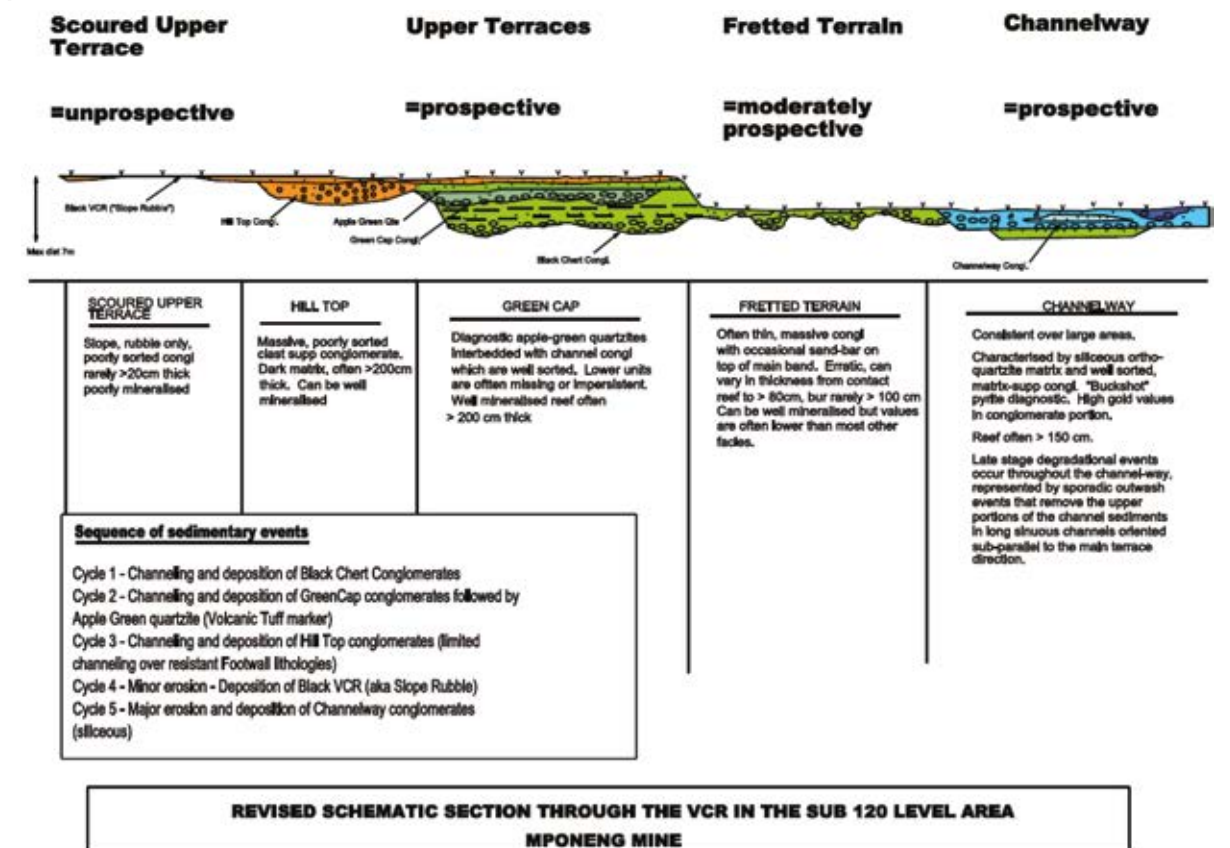 Scoured Upper
Terrace
=unprospective
Upper Terraces
=prospective
Fretted Terrain
=moderately
prospective
Channelway
=prospective
Max dist 7m
Black VCR ("Slope Rubble")
Hill Top Congl.
Apple Green Qte
Green Cap Congl.
Black Chert Congl.
Channelway Congl.
SCOURED UPPER
TERRACE
Slope, rubble only,
poorly sorted congl
rarely >20cm thick
poorly mineralised
HILL TOP
Massive, poorly sorted
clast supp conglomerate.
Dark matrix, often >200cm
thick. Can be well
mineralised
GREEN CAP
Diagnostic apple-green quartzites
interbedded with channel congl
which are well sorted. Lower units
are often missing or impersistent.
Well mineralised reef often
> 200 cm thick
FRETTED TERRAIN
Often thin, massive congl
with occasional sand-bar on
top of main band. Erratic, can
vary in thickness from contact
reef to > 80cm, bur rarely > 100 cm
Can be well mineralised but values
are often lower than most other
facies.
CHANNELWAY
Consistent over large areas.
Characterised by siliceous ortho-
quartzite matrix and well sorted,
matrix-supp congl. "Buckshot"
pyrite diagnostic. High gold values
in conglomerate portion.
Reef often > 150 cm.
Late stage degradational events
occur throughout the channel-way,
represented by sporadic outwash
events that remove the upper
portions of the channel sediments
in long sinuous channels oriented
sub-parallel to the main terrace
direction.
Sequence of sedimentary events
Cycle 1 - Channeling and deposition of Black Chert Conglomerates
Cycle 2 - Channeling and deposition of GreenCap conglomerates followed by
Apple Green quartzite (Volcanic Tuff marker)
Cycle 3 - Channeling and deposition of Hill Top conglomerates (limited
channeling over resistant Footwall lithologies)
Cycle 4 - Minor erosion - Deposition of Black VCR (aka Slope Rubble)
Cycle 5 - Major erosion and deposition of Channelway conglomerates
(siliceous)
REVISED SCHEMATIC SECTION THROUGH THE VCR IN THE SUB 120 LEVEL AREA
MPONENG MINE